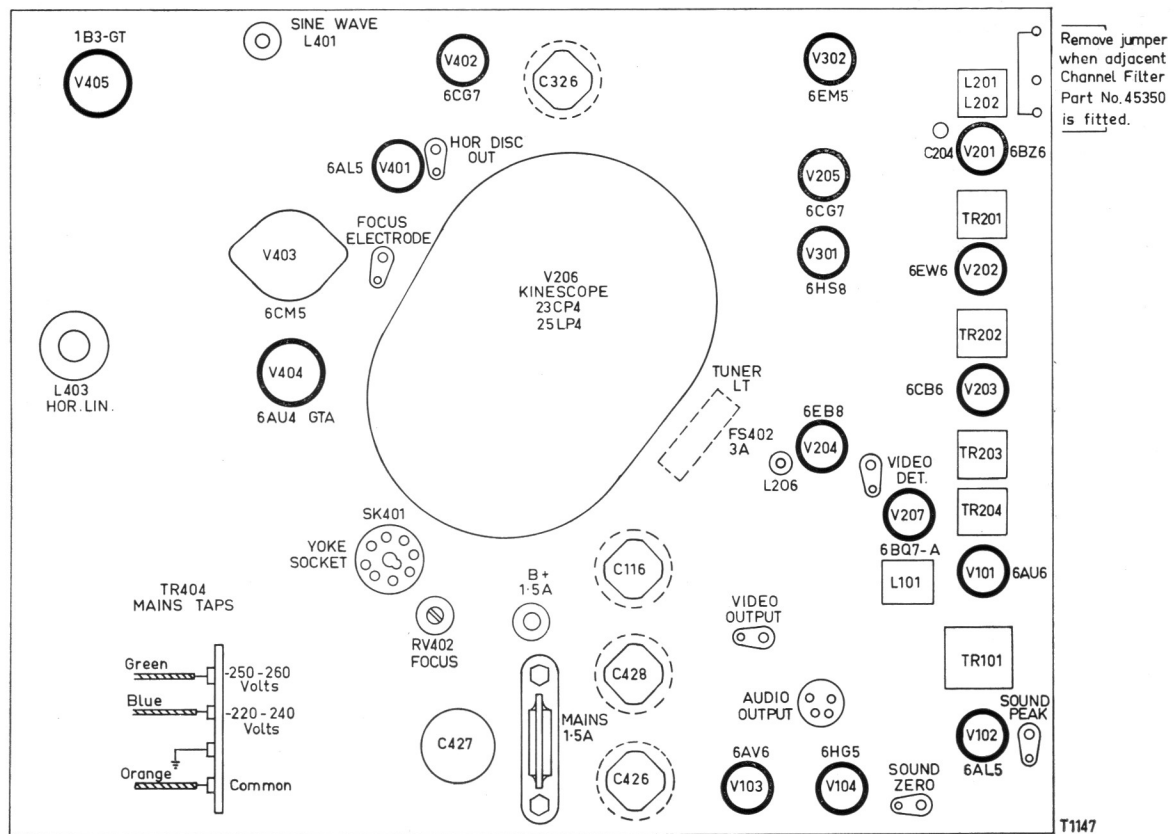 1B3-GT
V405
SINE WAVE
L401
V402
6CG7
C326
V302
6EM5
L201
L202
Remove jumper
when adjacent
Channel Filter
Part No. 45350
is fitted.
C204
V201
6BZ6
6AL5
V401
HOR DISC
OUT
V205
6CG7
TR201
FOCUS
ELECTRODE
V403
6CM5
V301
6HS8
6EW6
V202
V206
KINESCOPE
23CP4
25LP4
TR202
L403
HOR. LIN.
V404
6AU4 GTA
TUNER
LT
FS402
3A
6CB6
V203
6EB8
V204
L206
VIDEO
DET.
TR203
TR204
V207
6BQ7-A
SK401
YOKE
SOCKET
C116
L101
V101
6AU6
B+
1·5A
TR404
MAINS TAPS
RV402
FOCUS
VIDEO
OUTPUT
TR101
Green
-250-260
Volts
Blue
-220-240
Volts
Orange
Common
C428
MAINS
1·5A
AUDIO
OUTPUT
SOUND
PEAK
C427
C426
V102
6AL5
6AV6
V103
6HG5
V104
SOUND
ZERO
T1147